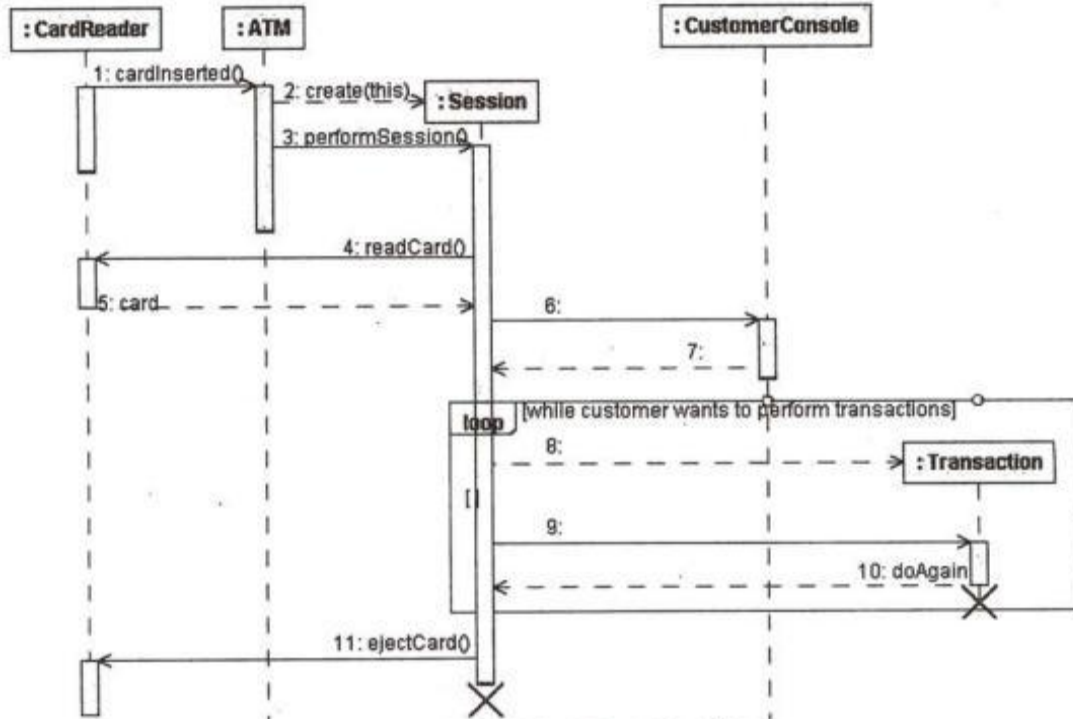 : CardReader
: ATM
: CustomerConsole
1: cardInserted()
2: create(this)
: Session
3: performSession()
4: readCard()
5: card
6:
7:
loop
[while customer wants to perform transactions]
8:
: Transaction
[ ]
9:
10: doAgain
11: ejectCard()